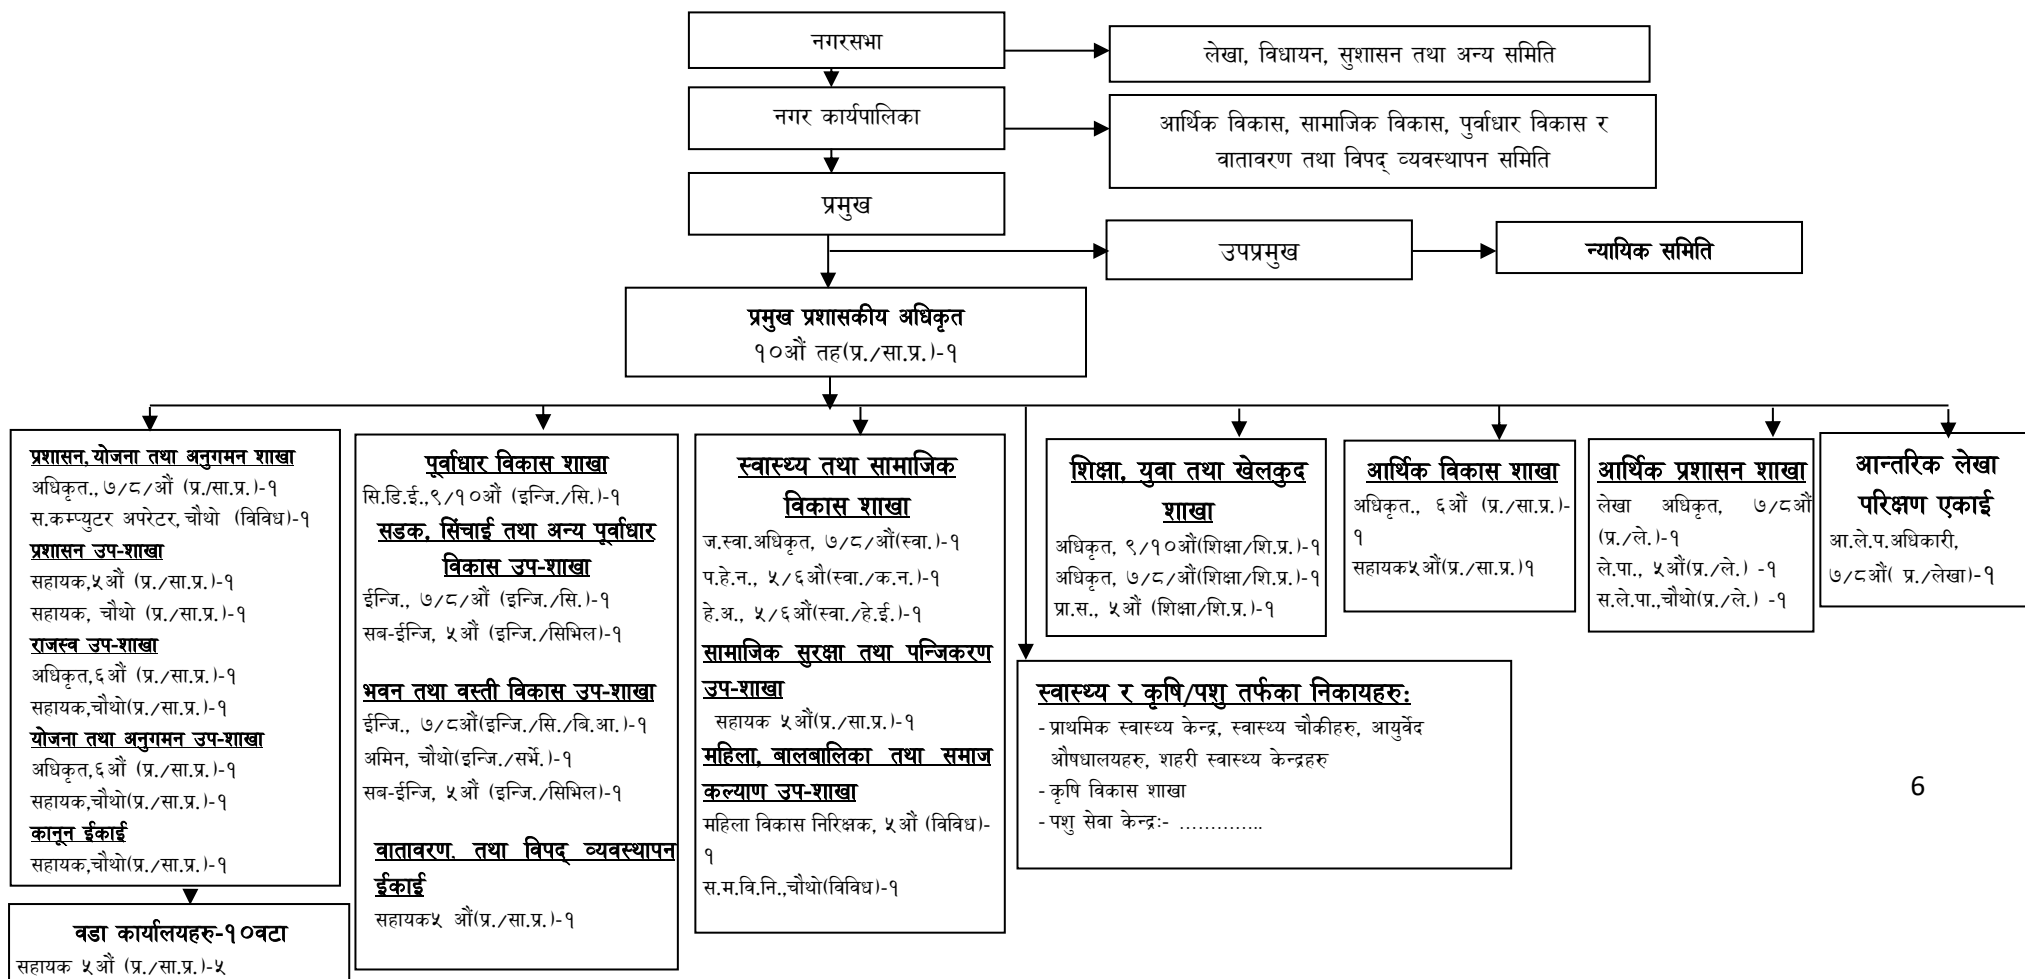 नगरसभा
लेखा, विधायन, सुशासन तथा अन्य समिति
नगर कार्यपालिका
आर्थिक विकास, सामाजिक विकास, पुर्वाधार विकास र
वातावरण तथा विपद् व्यवस्थापन समिति
प्रमुख
उपप्रमुख
न्यायिक समिति
प्रमुख प्रशासकीय अधिकृत
१०औं तह(प्र./सा.प्र.)-१
प्रशासन, योजना तथा अनुगमन शाखा
अधिकृत., ७/८/औं (प्र./सा.प्र.)-१
स.कम्प्युटर अपरेटर, चौथो (विविध)-१
प्रशासन उप-शाखा
सहायक,५औं (प्र./सा.प्र.)-१
सहायक, चौथो (प्र./सा.प्र.)-१
राजस्व उप-शाखा
अधिकृत,६औं (प्र./सा.प्र.)-१
सहायक,चौथो(प्र./सा.प्र.)-१
योजना तथा अनुगमन उप-शाखा
अधिकृत,६औं (प्र./सा.प्र.)-१
सहायक,चौथो(प्र./सा.प्र.)-१
कानून ईकाई
सहायक,चौथो(प्र./सा.प्र.)-१
वडा कार्यालयहरु-१०वटा
सहायक ५औं (प्र./सा.प्र.)-५
पूर्वाधार विकास शाखा
सि.डि.ई.,९/१०औं (इन्जि./सि.)-१
सडक, सिंचाई तथा अन्य पूर्वाधार
विकास उप-शाखा
ईन्जि., ७/८/औं (इन्जि./सि.)-१
सब-ईन्जि, ५औं (इन्जि./सिभिल)-१
भवन तथा वस्ती विकास उप-शाखा
ईन्जि., ७/८औं(इन्जि./सि./बि.आ.)-१
अमिन, चौथो(इन्जि./सर्भे.)-१
सब-ईन्जि, ५औं (इन्जि./सिभिल)-१
वातावरण, तथा विपद् व्यवस्थापन
ईकाई
सहायक५ औं(प्र./सा.प्र.)-१
स्वास्थ्य तथा सामाजिक
विकास शाखा
ज.स्वा.अधिकृत, ७/८/औं(स्वा.)-१
प.हे.न., ५/६औ(स्वा./क.न.)-१
हे.अ., ५/६औं(स्वा./हे.ई.)-१
सामाजिक सुरक्षा तथा पन्जिकरण
उप-शाखा
सहायक ५औं(प्र./सा.प्र.)-१
महिला, बालबालिका तथा समाज
कल्याण उप-शाखा
महिला विकास निरिक्षक, ५औं (विविध)-
१
स.म.वि.नि.,चौथो(विविध)-१
शिक्षा, युवा तथा खेलकुद
शाखा
अधिकृत, ९/१०औं(शिक्षा/शि.प्र.)-१
अधिकृत, ७/८/औं(शिक्षा/शि.प्र.)-१
प्रा.स., ५औं (शिक्षा/शि.प्र.)-१
आर्थिक विकास शाखा
अधिकृत., ६औं (प्र./सा.प्र.)-
१
सहायक५औं(प्र./सा.प्र.)१
आर्थिक प्रशासन शाखा
लेखा अधिकृत, ७/८औं
(प्र./ले.)-१
ले.पा., ५औं(प्र./ले.) -१
स.ले.पा.,चौथो(प्र./ले.) -१
आन्तरिक लेखा
परिक्षण एकाई
आ.ले.प.अधिकारी,
७/८औं( प्र./लेखा)-१
स्वास्थ्य र कृषि/पशु तर्फका निकायहरु:
- प्राथमिक स्वास्थ्य केन्द्र, स्वास्थ्य चौकीहरु, आयुर्वेद
औषधालयहरु, शहरी स्वास्थ्य केन्द्रहरु
- कृषि विकास शाखा
- पशु सेवा केन्द्रः- .............
6